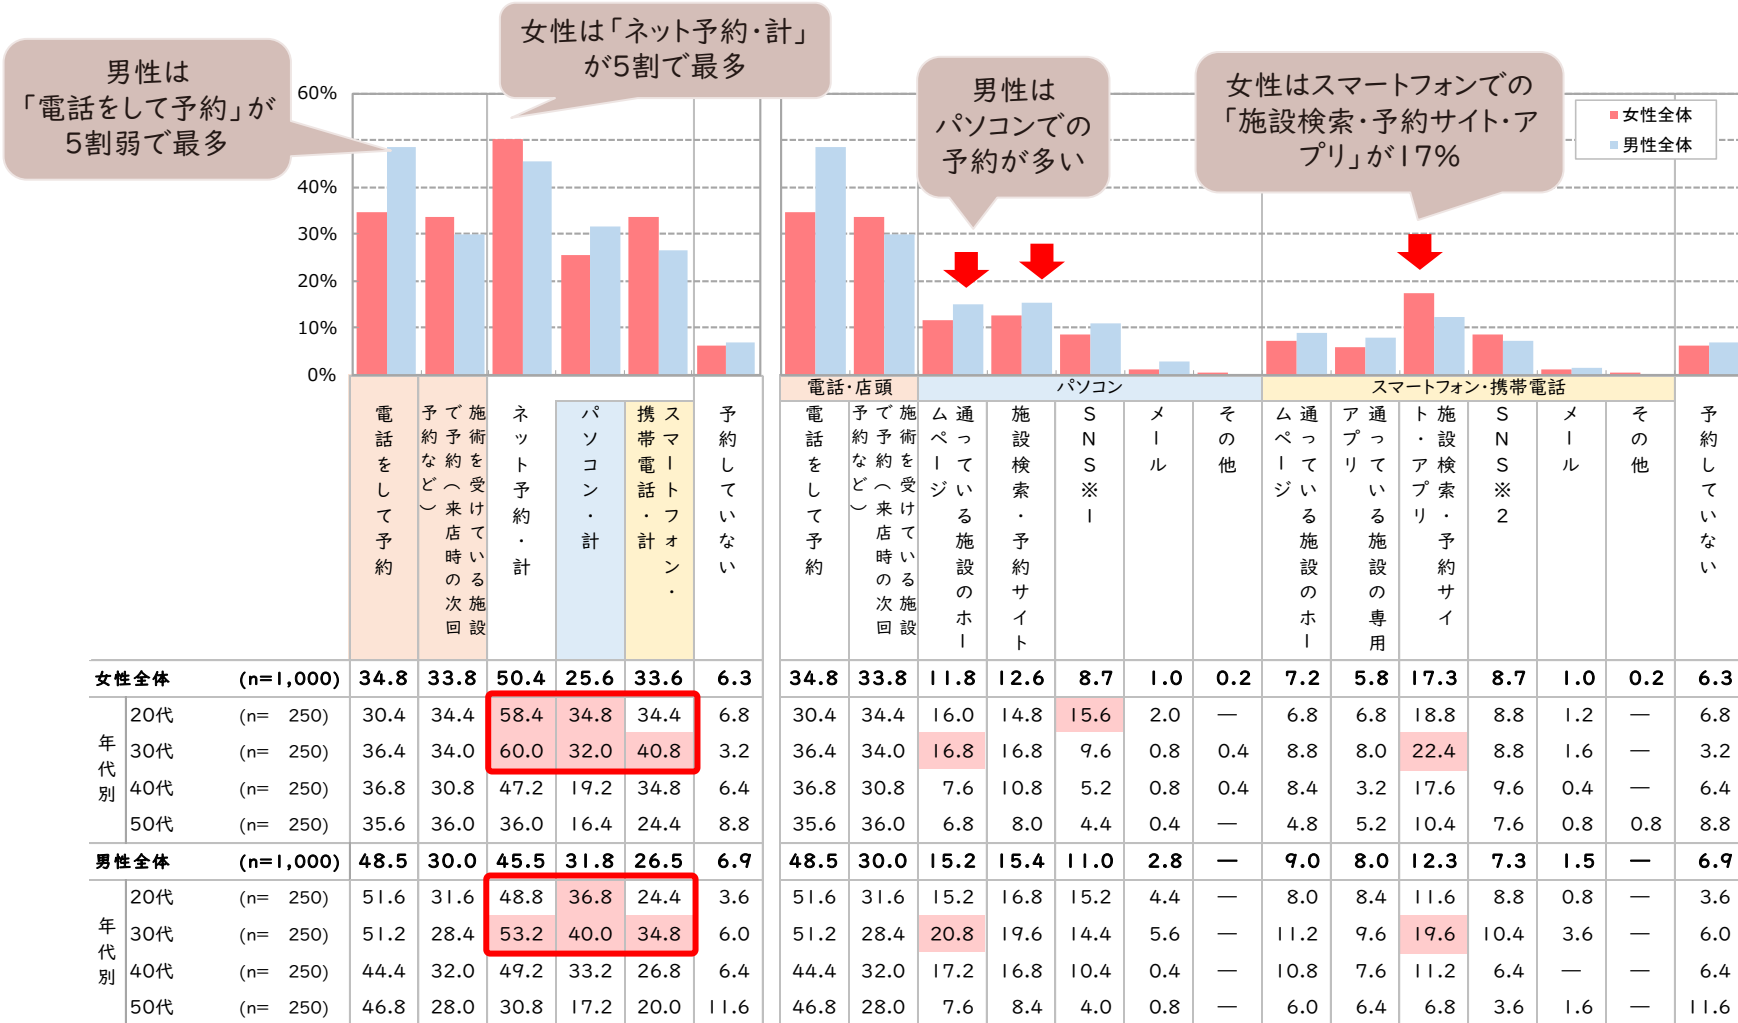 男性は
「電話をして予約」が
5割弱で最多
女性は「ネット予約・計」
が5割で最多
男性は
パソコンでの
予約が多い
女性はスマートフォンでの
「施設検索・予約サイト・ア
プリ」が17%
女性全体
男性全体
60%
40%
30%
20%
10%
0%
電話・店頭
パソコン
スマートフォン・携帯電話
電話をして予約
施術を受けている施設
で予約(来店時の次回
予約など)
ネット予約・計
パソコン・計
スマートフォン・
携帯電話・計
予約していない
電話をして予約
施術を受けている施設
で予約(来店時の次回
予約など)
通っている施設のホー
ムページ
施設検索・予約サイト
SNS※1
メール
その他
通っている施設のホー
ムページ
通っている施設の専用
アプリ
施設検索・予約サイ
ト・アプリ
SNS※2
メール
その他
予約していない
女性全体 (n=1,000) 34.8 33.8 50.4 25.6 33.6 6.3 34.8 33.8 11.8 12.6 8.7 1.0 0.2 7.2 5.8 17.3 8.7 1.0 0.2 6.3
年代別
20代 (n= 250) 30.4 34.4 58.4 34.8 34.4 6.8 30.4 34.4 16.0 14.8 15.6 2.0 — 6.8 6.8 18.8 8.8 1.2 — 6.8
30代 (n= 250) 36.4 34.0 60.0 32.0 40.8 3.2 36.4 34.0 16.8 16.8 9.6 0.8 0.4 8.8 8.0 22.4 8.8 1.6 — 3.2
40代 (n= 250) 36.8 30.8 47.2 19.2 34.8 6.4 36.8 30.8 7.6 10.8 5.2 0.8 0.4 8.4 3.2 17.6 9.6 0.4 — 6.4
50代 (n= 250) 35.6 36.0 36.0 16.4 24.4 8.8 35.6 36.0 6.8 8.0 4.4 0.4 — 4.8 5.2 10.4 7.6 0.8 0.8 8.8
男性全体 (n=1,000) 48.5 30.0 45.5 31.8 26.5 6.9 48.5 30.0 15.2 15.4 11.0 2.8 — 9.0 8.0 12.3 7.3 1.5 — 6.9
年代別
20代 (n= 250) 51.6 31.6 48.8 36.8 24.4 3.6 51.6 31.6 15.2 16.8 15.2 4.4 — 8.0 8.4 11.6 8.8 0.8 — 3.6
30代 (n= 250) 51.2 28.4 53.2 40.0 34.8 6.0 51.2 28.4 20.8 19.6 14.4 5.6 — 11.2 9.6 19.6 10.4 3.6 — 6.0
40代 (n= 250) 44.4 32.0 49.2 33.2 26.8 6.4 44.4 32.0 17.2 16.8 10.4 0.4 — 10.8 7.6 11.2 6.4 — — 6.4
50代 (n= 250) 46.8 28.0 30.8 17.2 20.0 11.6 46.8 28.0 7.6 8.4 4.0 0.8 — 6.0 6.4 6.8 3.6 1.6 — 11.6